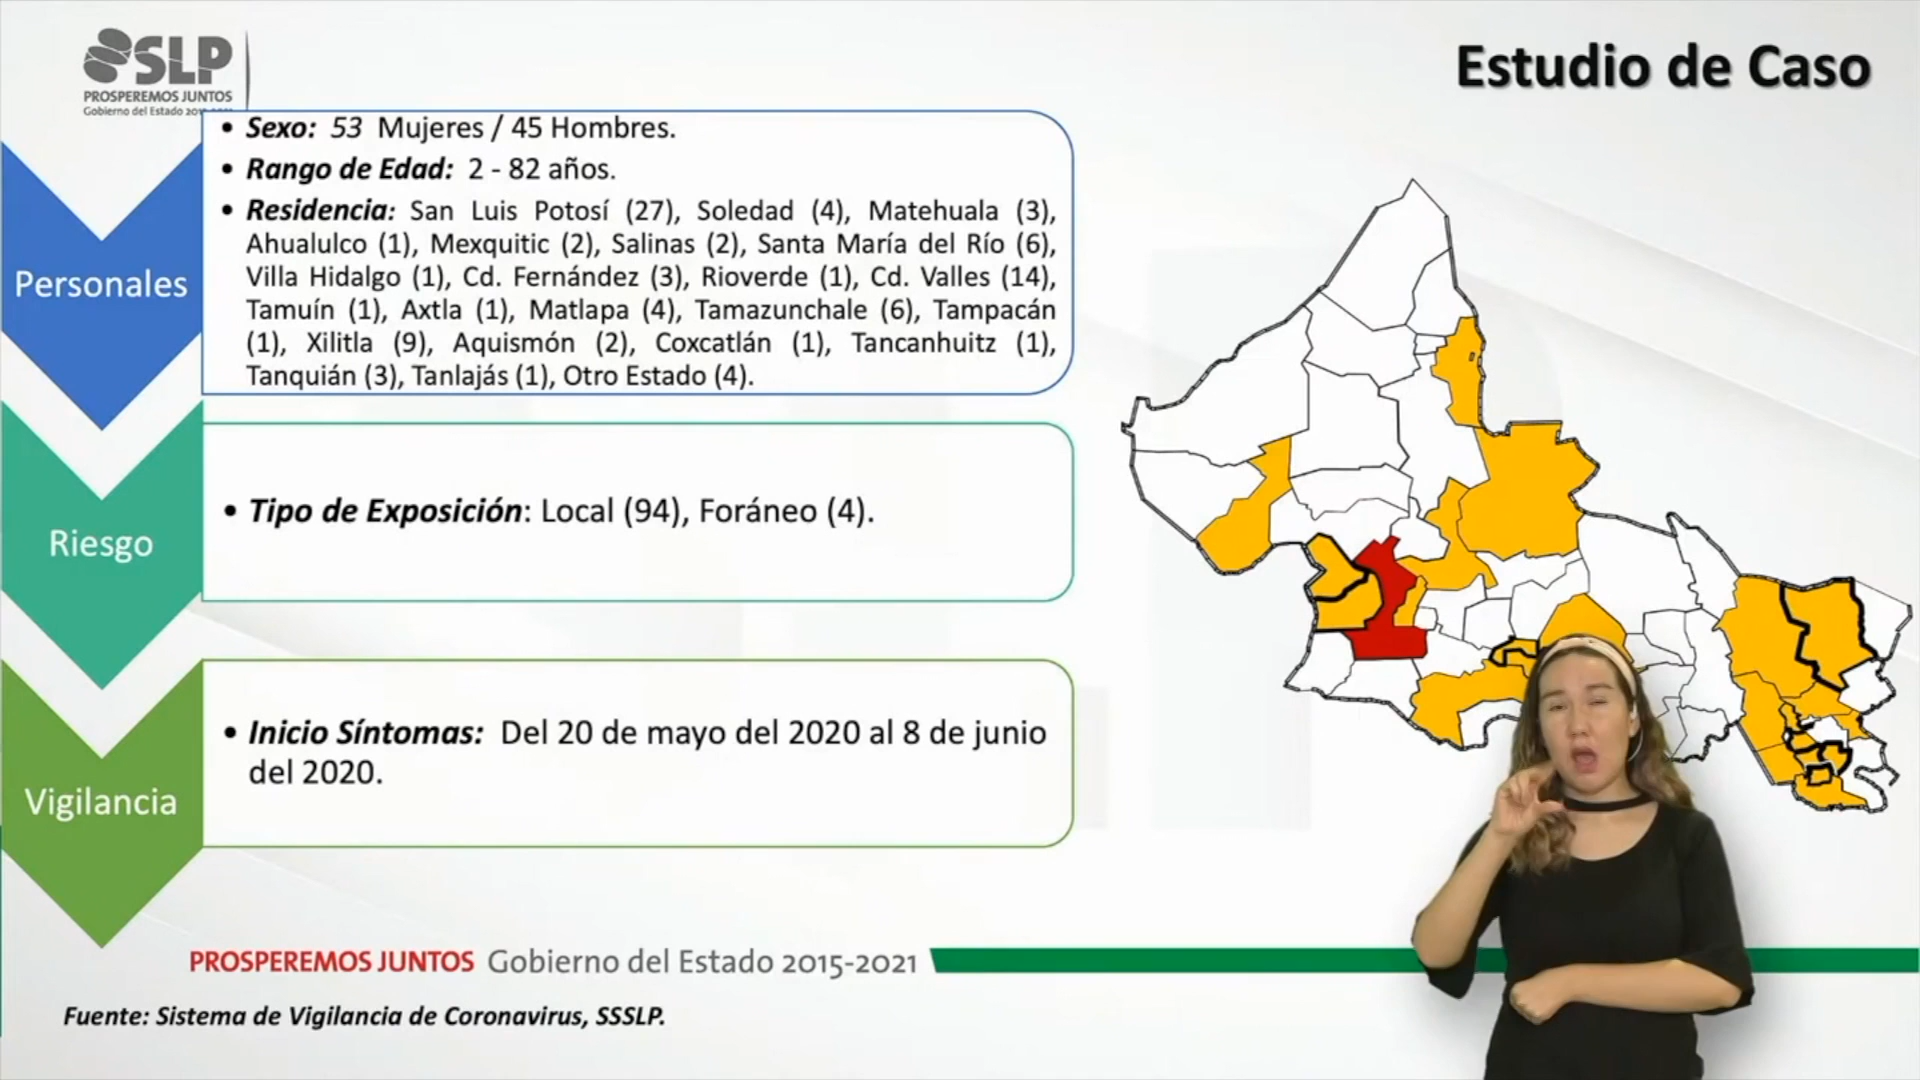 SLP
PROSPEREMOS JUNTOS
Gobierno del Estado
Estudio de Caso
Personales
• Sexo: 53 Mujeres / 45 Hombres.
• Rango de Edad: 2 - 82 años.
• Residencia: San Luis Potosí (27), Soledad (4), Matehuala (3),
Ahualulco (1), Mexquitic (2), Salinas (2), Santa María del Río (6),
Villa Hidalgo (1), Cd. Fernández (3), Rioverde (1), Cd. Valles (14),
Tamuín (1), Axtla (1), Matlapa (4), Tamazunchale (6), Tampacán
(1), Xilitla (9), Aquismón (2), Coxcatlán (1), Tancanhuitz (1),
Tanquián (3), Tanlajás (1), Otro Estado (4).
Riesgo
• Tipo de Exposición: Local (94), Foráneo (4).
Vigilancia
• Inicio Síntomas: Del 20 de mayo del 2020 al 8 de junio
del 2020.
PROSPEREMOS JUNTOS Gobierno del Estado 2015-2021
Fuente: Sistema de Vigilancia de Coronavirus, SSSLP.